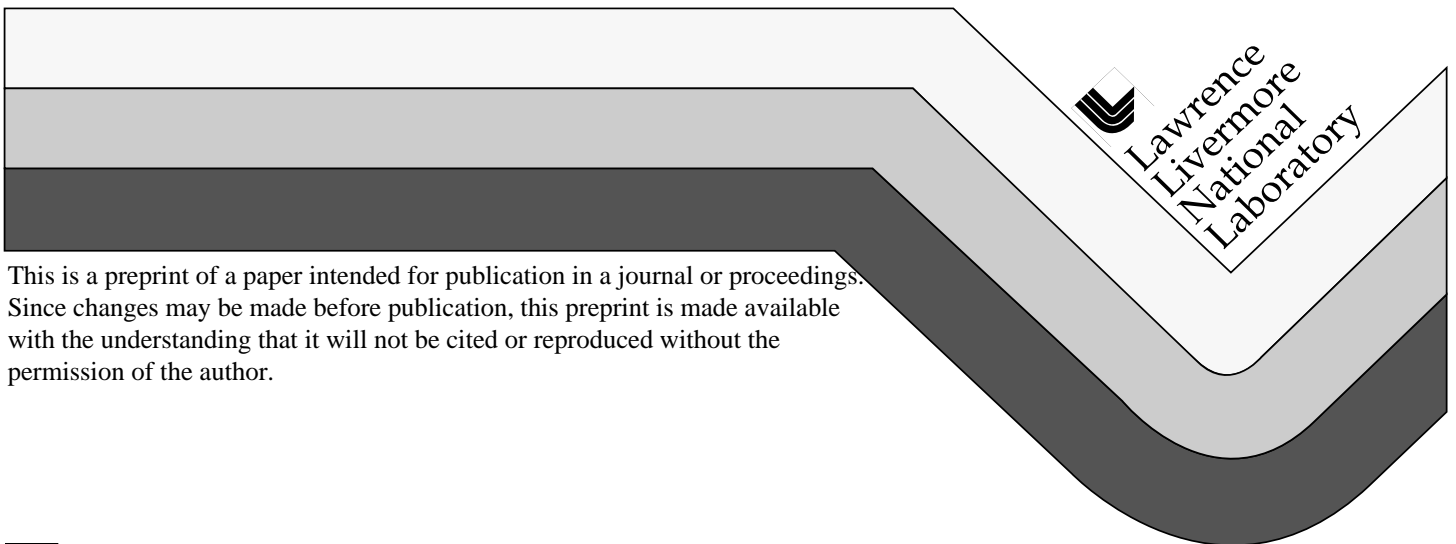 Lawrence
Livermore
National
Laboratory
This is a preprint of a paper intended for publication in a journal or proceedings.
Since changes may be made before publication, this preprint is made available
with the understanding that it will not be cited or reproduced without the
permission of the author.